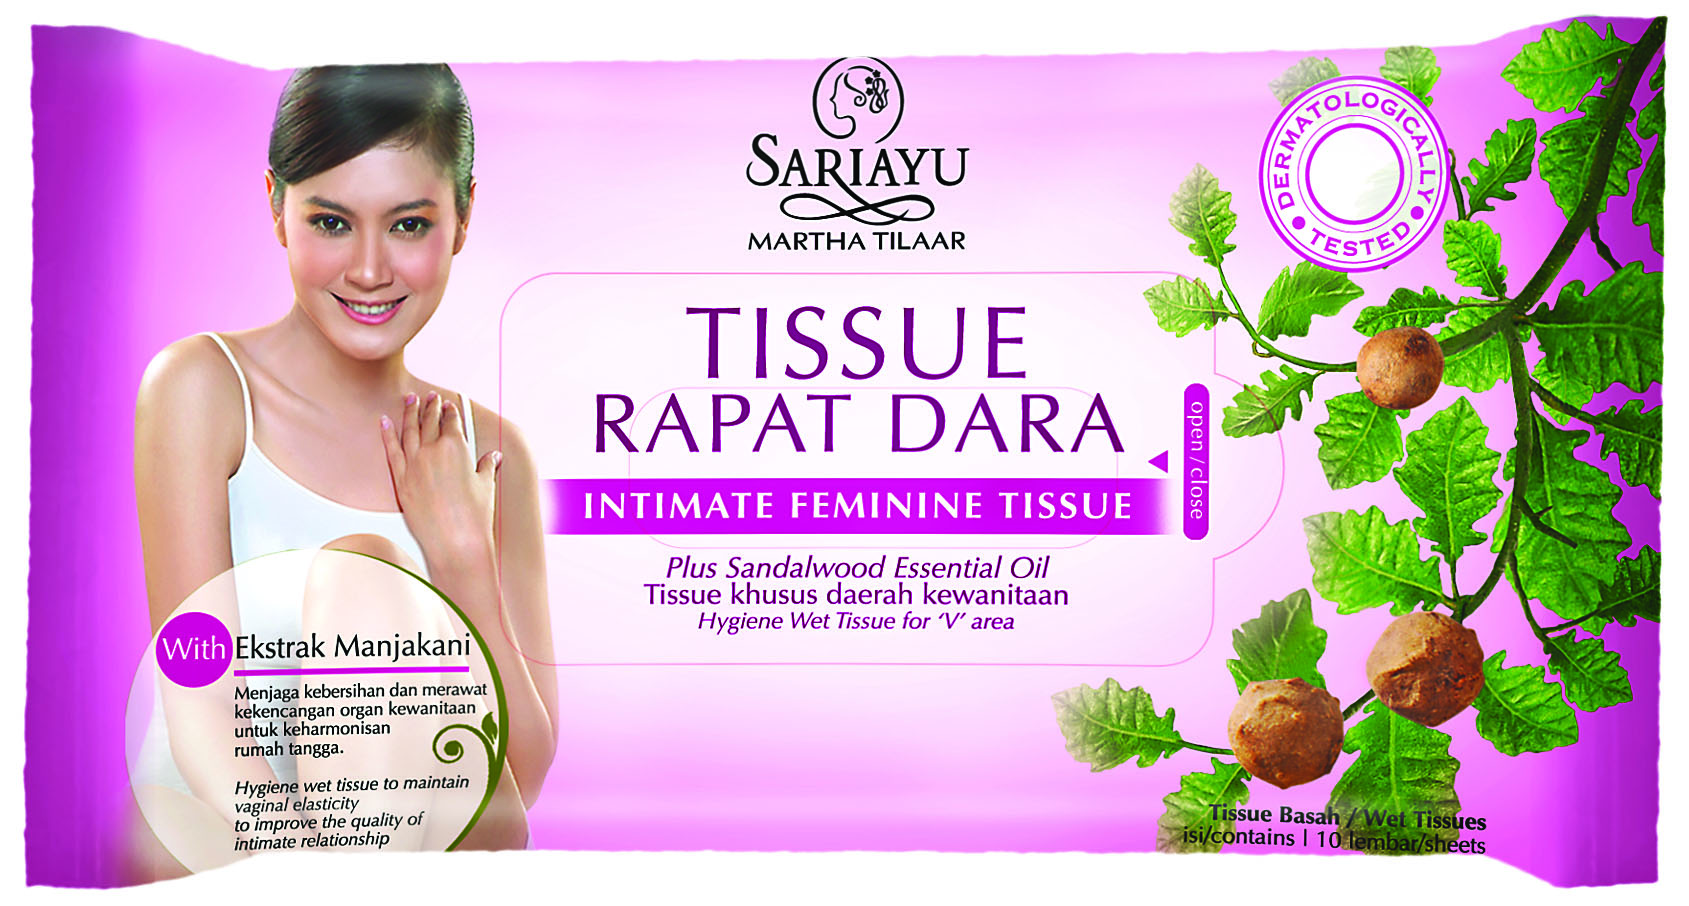 SARIAYU
MARTHA TILAAR
DERMATOLOGICALLY
TESTED
TISSUE
RAPAT DARA
INTIMATE FEMININE TISSUE
open / close
Plus Sandalwood Essential Oil
Tissue khusus daerah kewanitaan
Hygiene Wet Tissue for ‘V’ area
With Ekstrak Manjakani
Menjaga kebersihan dan merawat
kekencangan organ kewanitaan
untuk keharmonisan
rumah tangga.
Hygiene wet tissue to maintain
vaginal elasticity
to improve the quality of
intimate relationship
Tissue Basah / Wet Tissues
isi/contains | 10 lembar/sheets